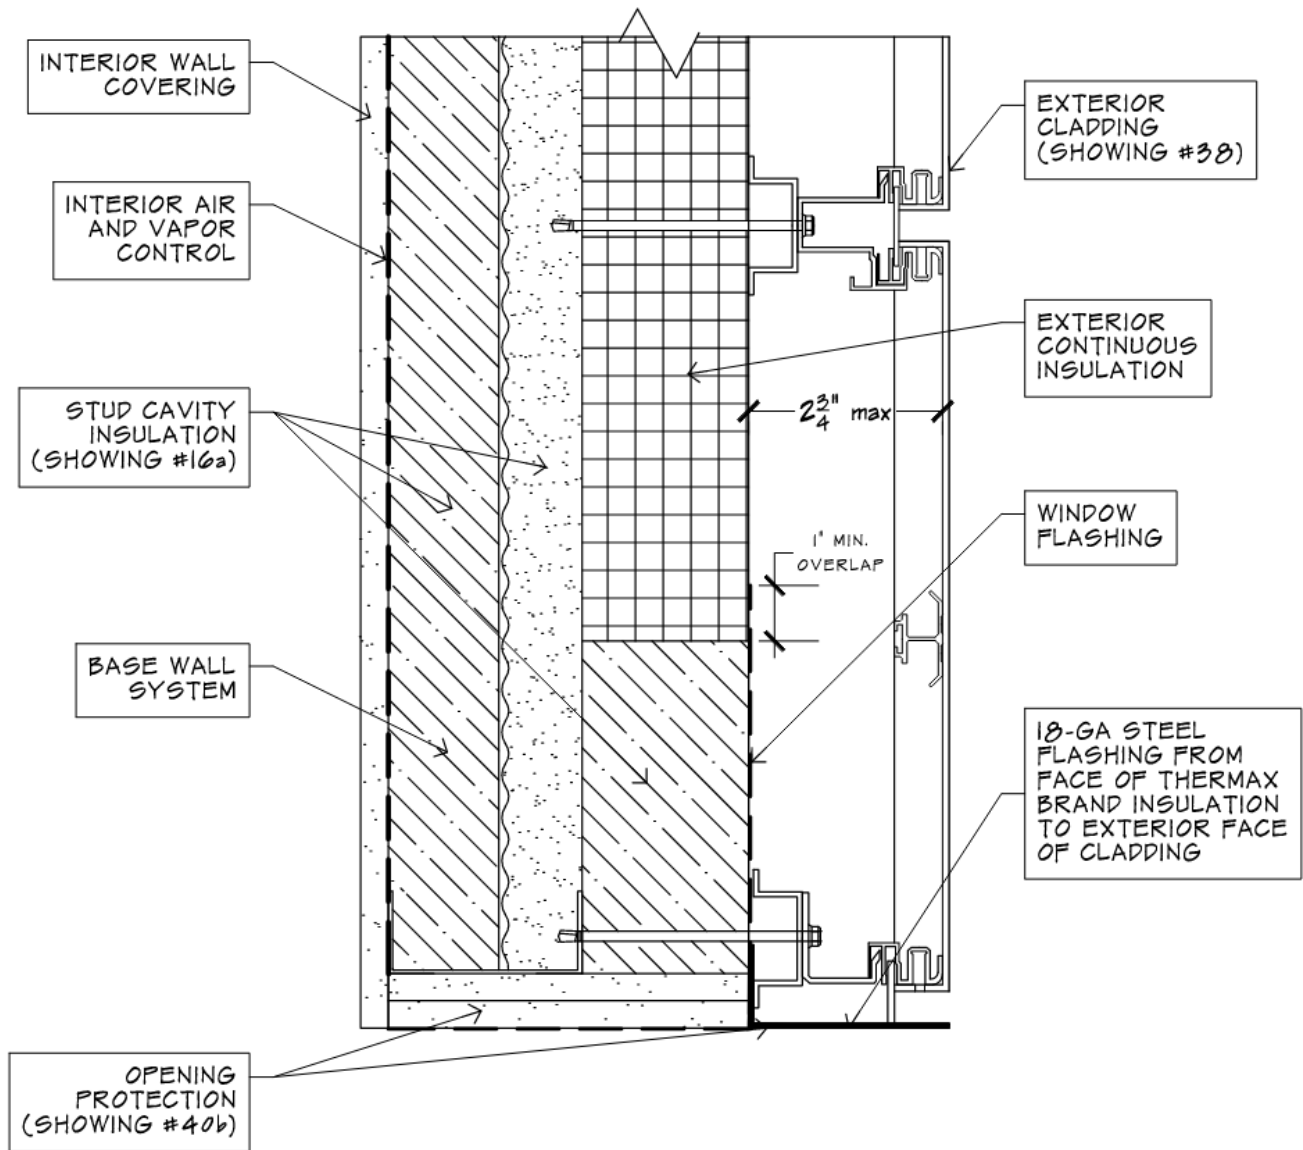 INTERIOR WALL
COVERING
INTERIOR AIR
AND VAPOR
CONTROL
STUD CAVITY
INSULATION
(SHOWING #16a)
BASE WALL
SYSTEM
OPENING
PROTECTION
(SHOWING #40b)
2 3/4" max
1" MIN.
OVERLAP
EXTERIOR
CLADDING
(SHOWING #38)
EXTERIOR
CONTINUOUS
INSULATION
WINDOW
FLASHING
18-GA STEEL
FLASHING FROM
FACE OF THERMAX
BRAND INSULATION
TO EXTERIOR FACE
OF CLADDING